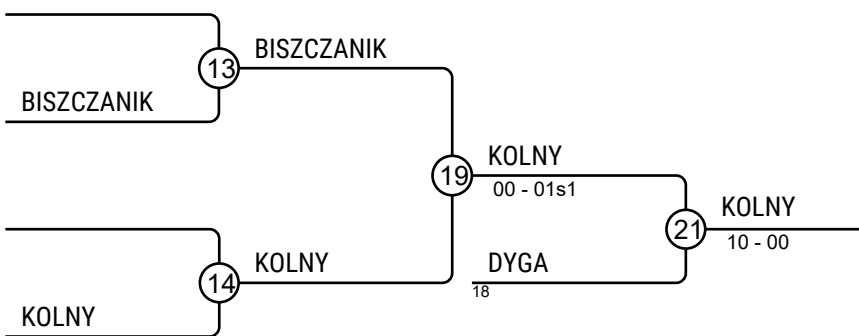 BISZCZANIK
13
BISZCZANIK
KOLNY
19
00 - 01s1
KOLNY
21
10 - 00
KOLNY
14
DYGA
18
KOLNY